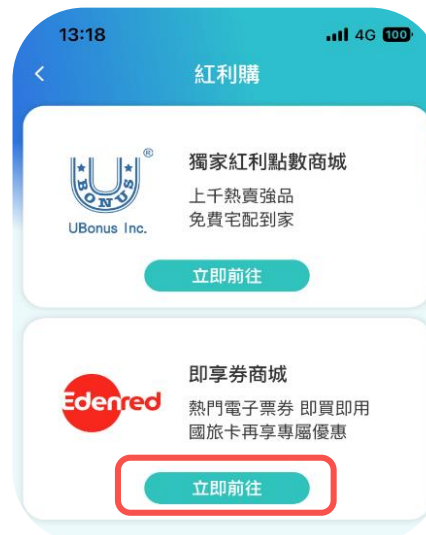 13:18
4G 100
紅利購
獨家紅利點數商城
上千熱賣強品
免費宅配到家
U BONUS ®
UBonus Inc.
立即前往
即享券商城
Edenred
熱門電子票券 即買即用
國旅卡再享專屬優惠
立即前往